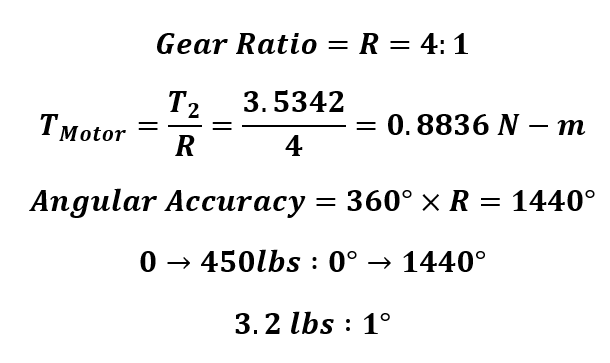 Gear Ratio = R = 4:1
T_Motor = T_2/R = 3.5342/4 = 0.8836 N − m
Angular Accuracy = 360° × R = 1440°
0 → 450lbs : 0° → 1440°
3.2 lbs : 1°